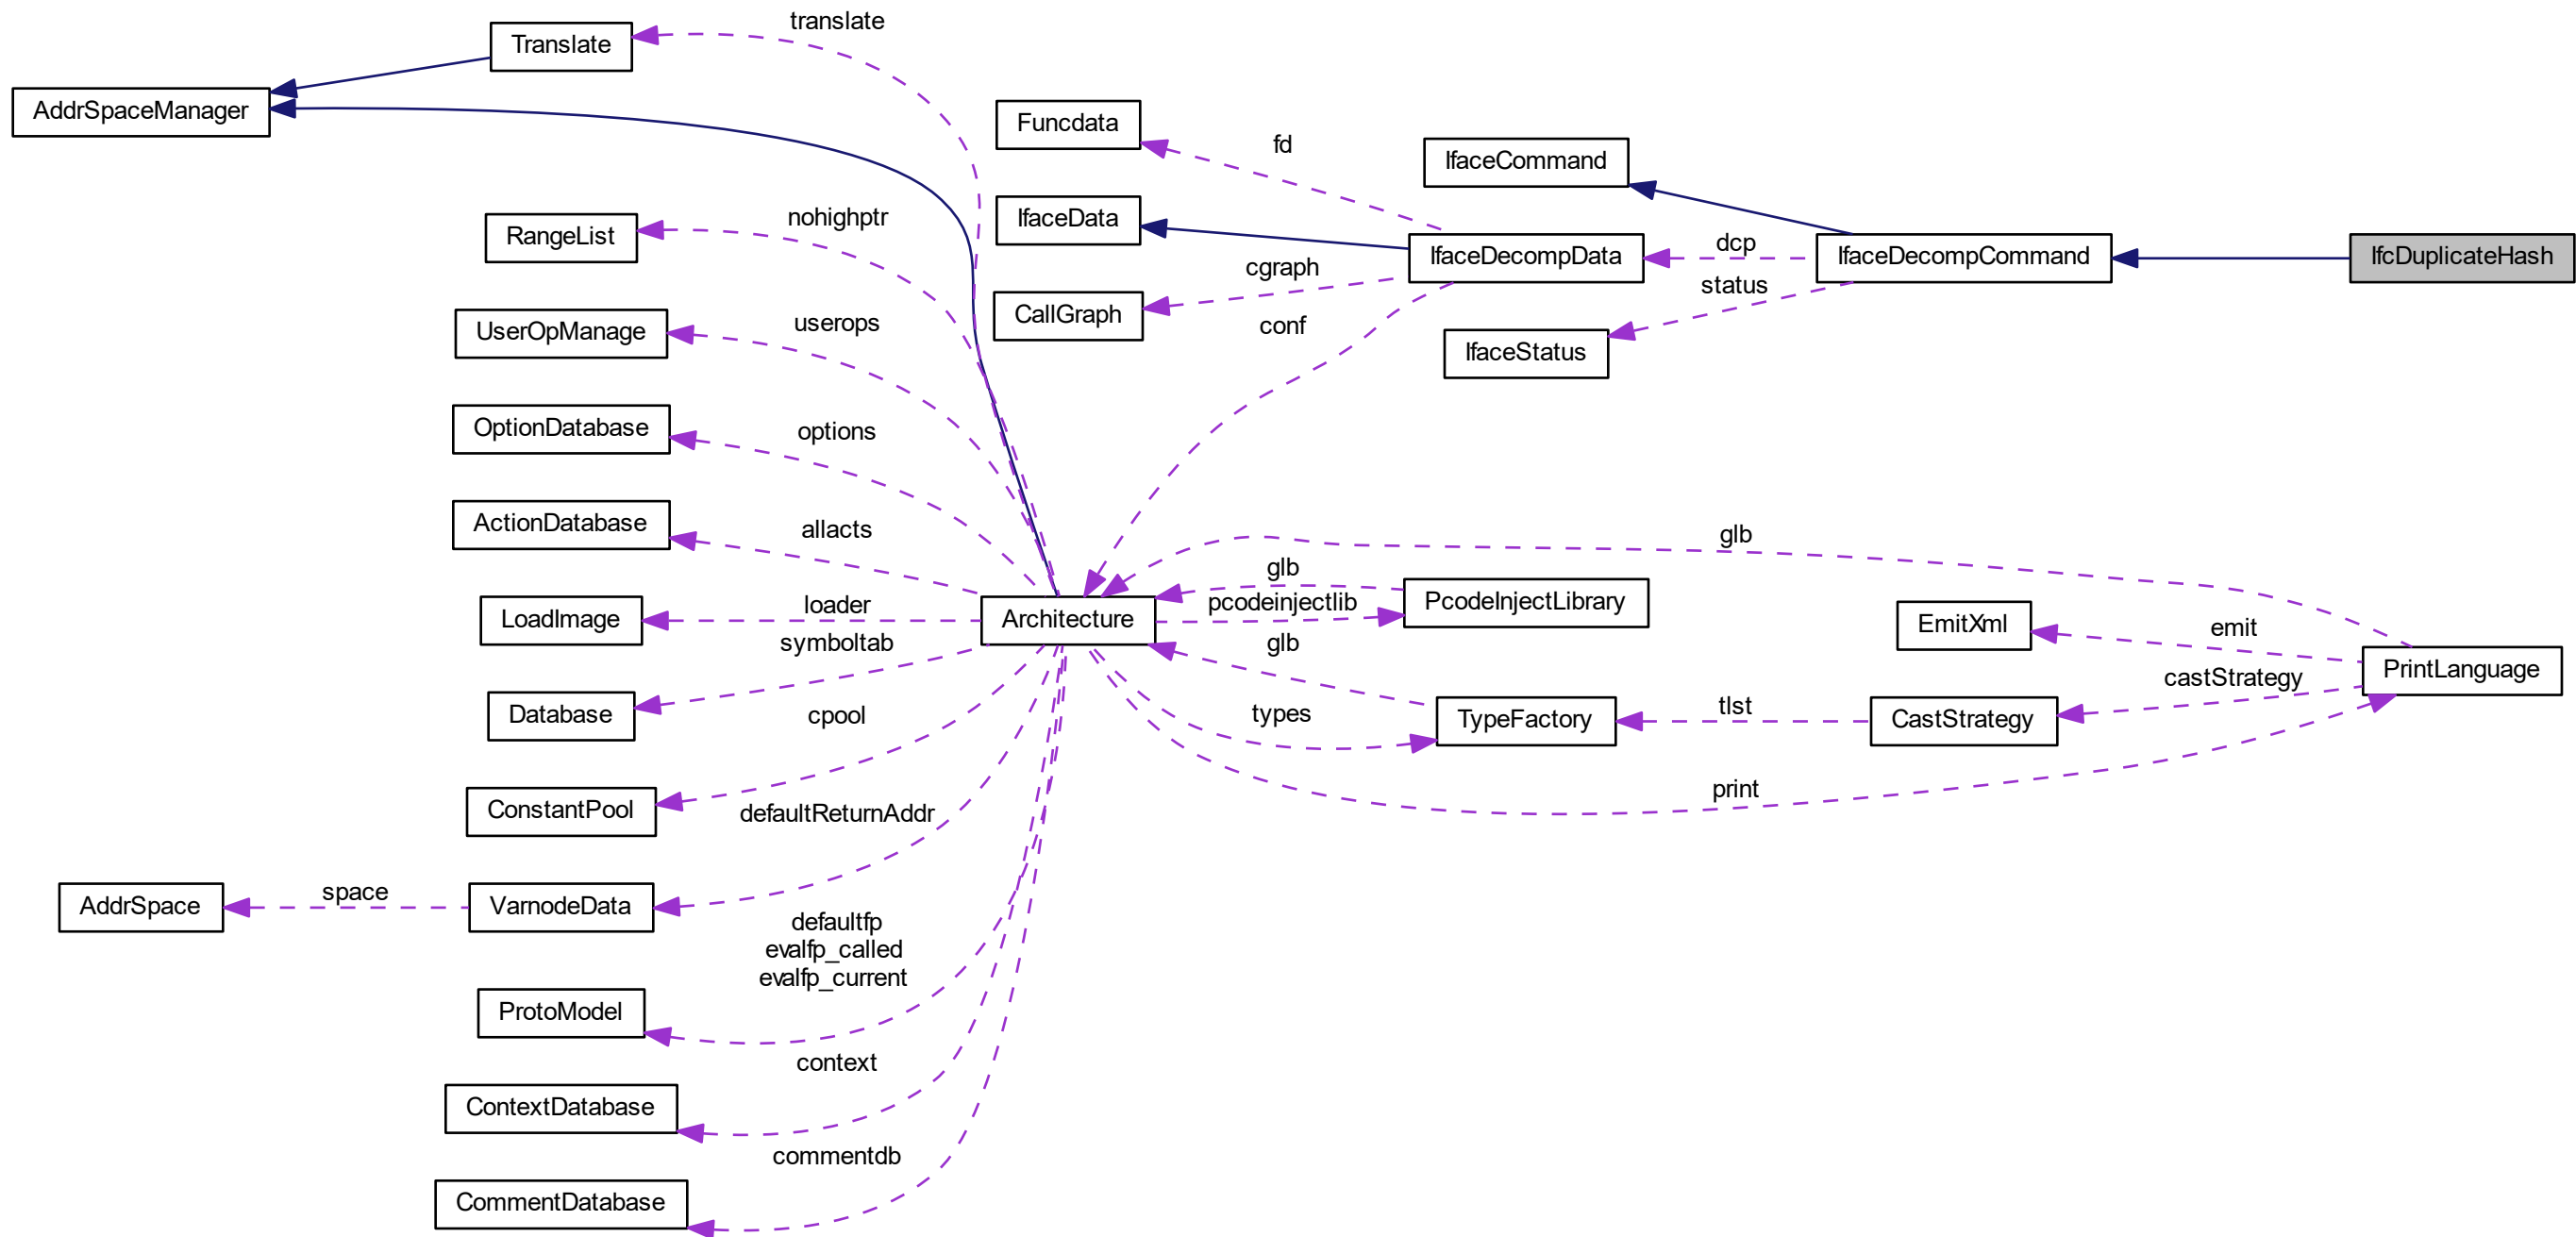 translate
Translate
AddrSpaceManager
Funcdata
fd
IfaceCommand
nohighptr
RangeList
IfaceData
dcp
IfaceDecompData
IfaceDecompCommand
IfcDuplicateHash
cgraph
status
CallGraph
conf
userops
UserOpManage
IfaceStatus
options
OptionDatabase
allacts
ActionDatabase
glb
glb
pcodeinjectlib
PcodeInjectLibrary
loader
LoadImage
Architecture
EmitXml
emit
symboltab
glb
PrintLanguage
castStrategy
Database
cpool
types
TypeFactory
tlst
CastStrategy
print
ConstantPool
defaultReturnAddr
space
AddrSpace
VarnodeData
defaultfp
evalfp_called
evalfp_current
ProtoModel
context
ContextDatabase
commentdb
CommentDatabase